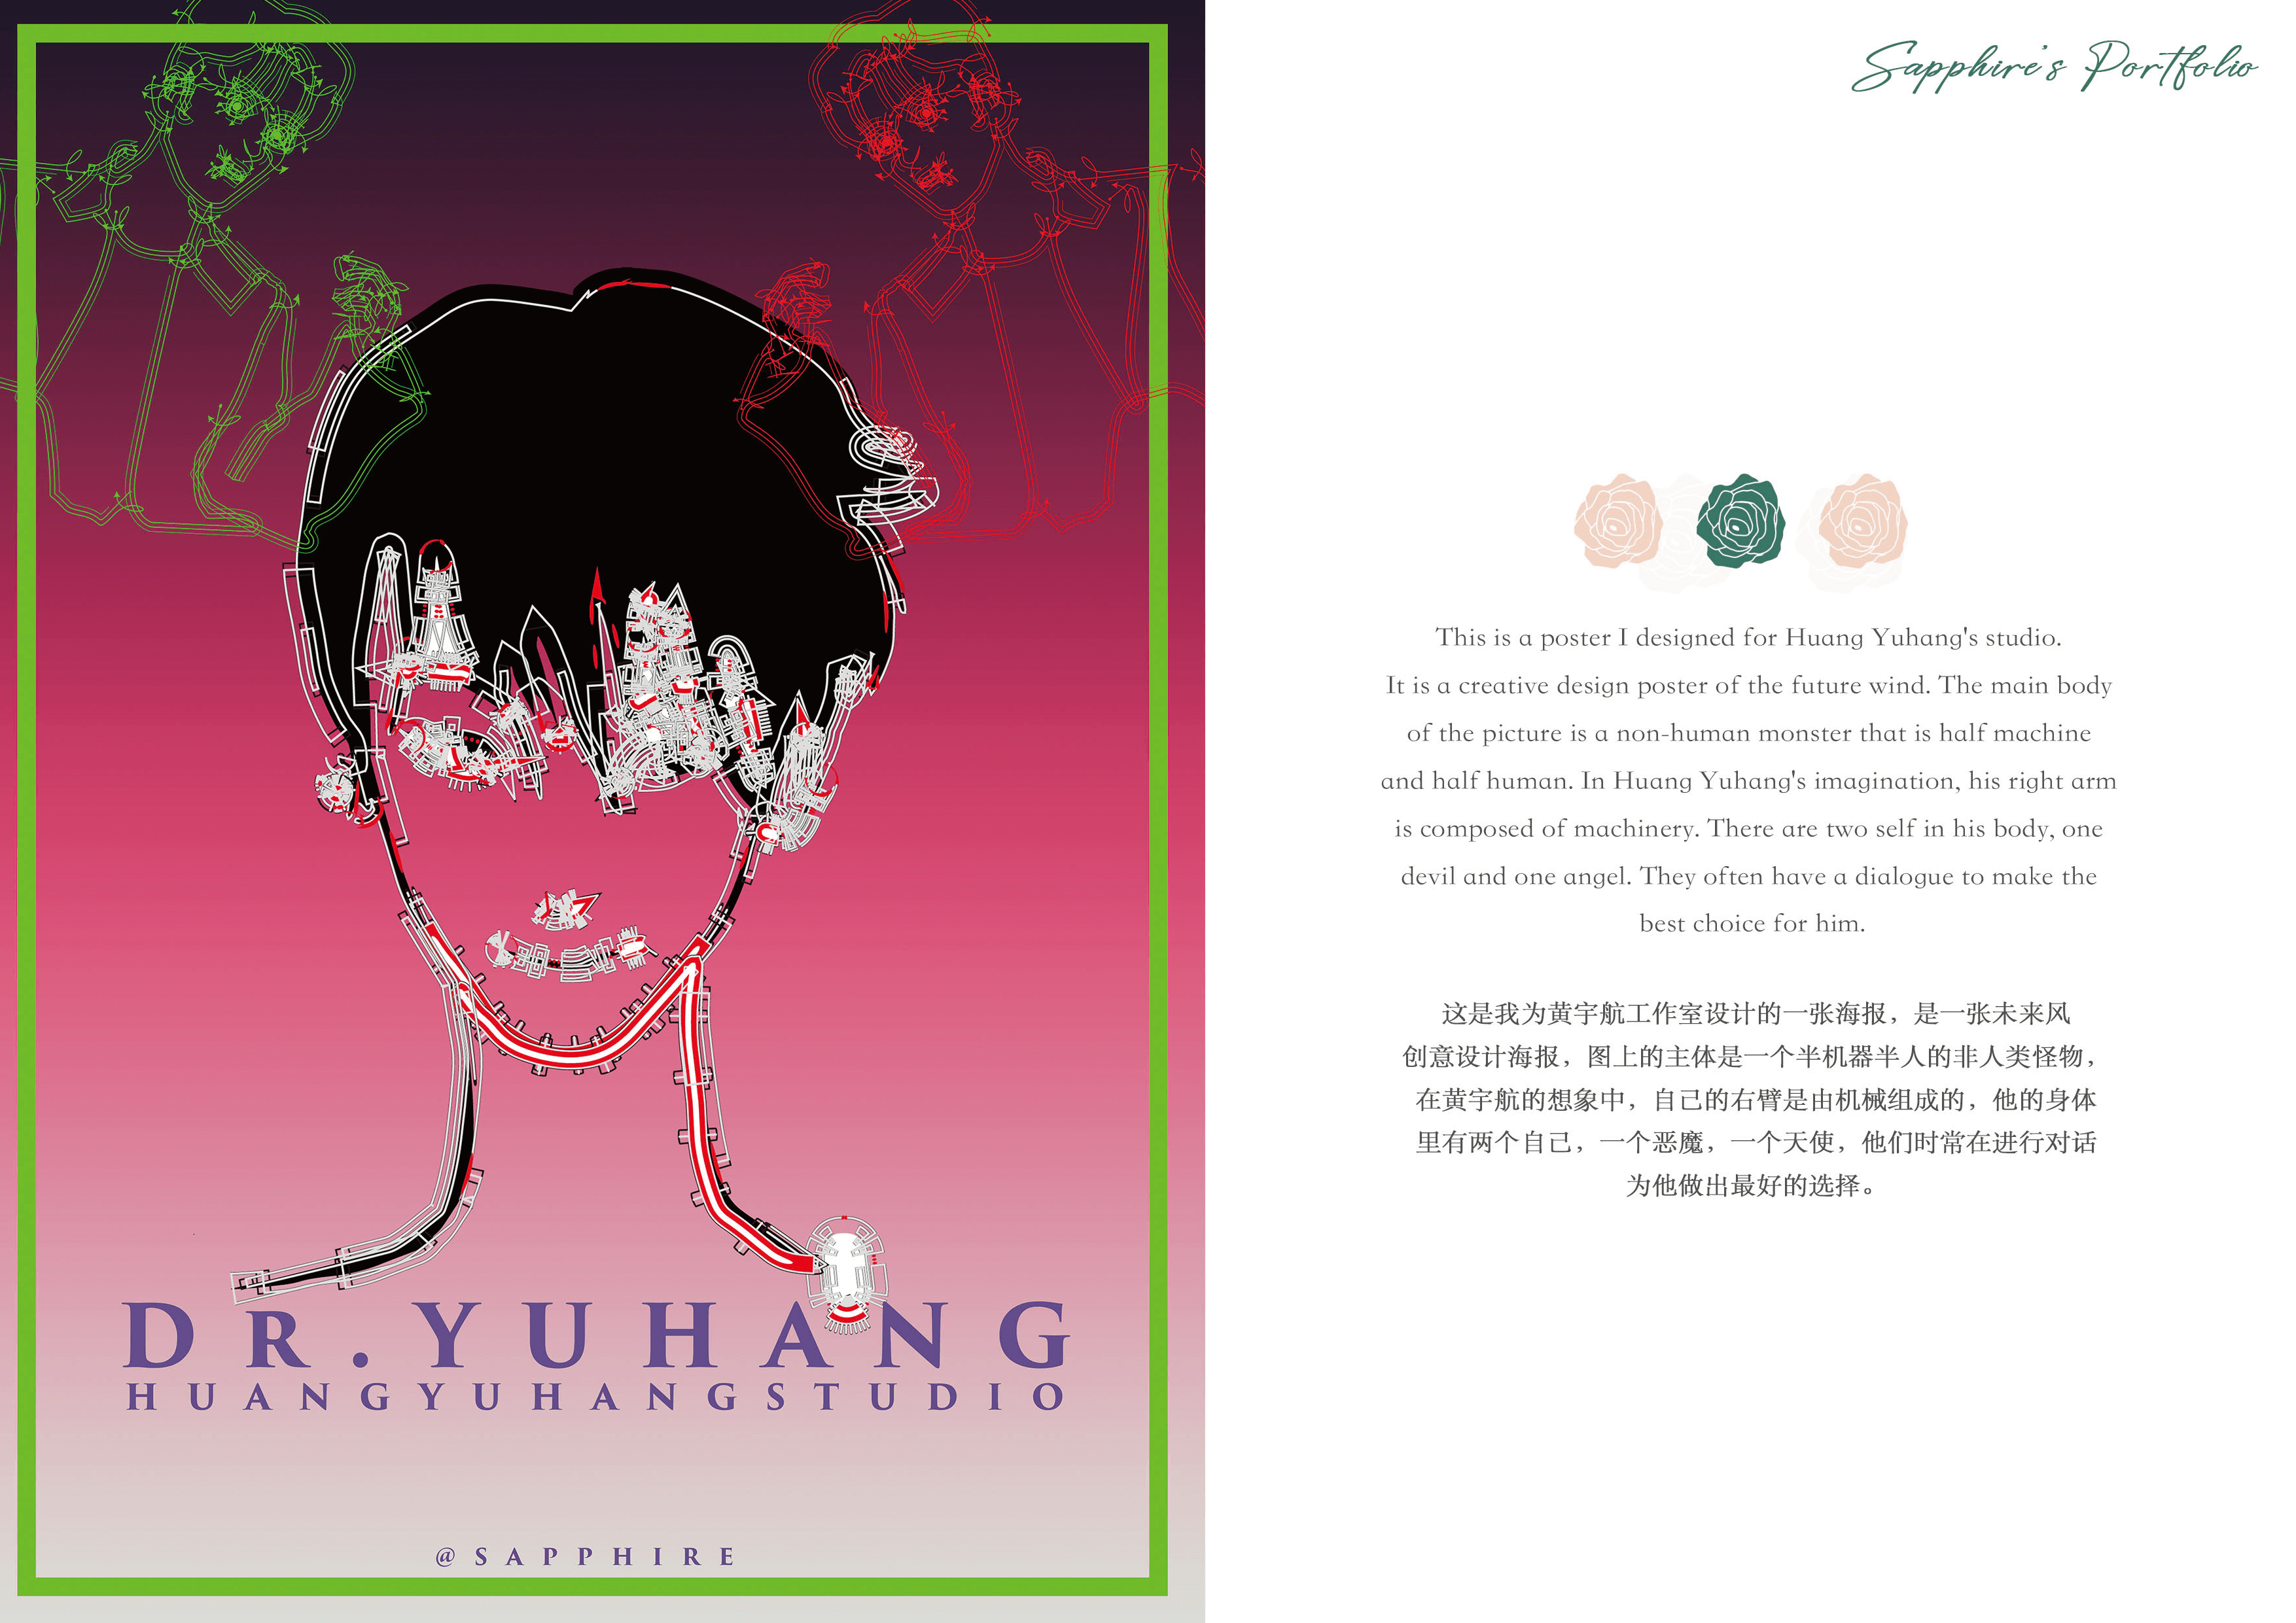 DR.YUHANG
HUANGYUHANGSTUDIO
@SAPPHIRE
Sapphire's Portfolio
This is a poster I designed for Huang Yuhang's studio.
It is a creative design poster of the future wind. The main body
of the picture is a non-human monster that is half machine
and half human. In Huang Yuhang's imagination, his right arm
is composed of machinery. There are two self in his body, one
devil and one angel. They often have a dialogue to make the
best choice for him.
这是我为黄宇航工作室设计的一张海报，是一张未来风
创意设计海报，图上的主体是一个半机器半人的非人类怪物，
在黄宇航的想象中，自己的右臂是由机械组成的，他的身体
里有两个自己，一个恶魔，一个天使，他们时常在进行对话
为他做出最好的选择。